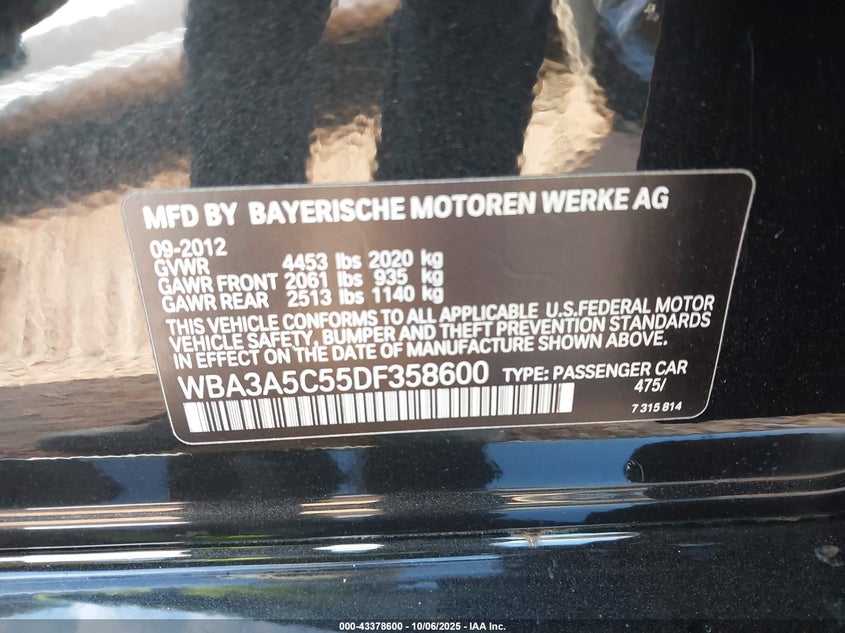 MFD BY BAYERISCHE MOTOREN WERKE AG
09-2012
GVWR 4453 lbs 2020 kg
GAWR FRONT 2061 lbs 935 kg
GAWR REAR 2513 lbs 1140 kg
THIS VEHICLE CONFORMS TO ALL APPLICABLE U.S.FEDERAL MOTOR
VEHICLE SAFETY, BUMPER AND THEFT PREVENTION STANDARDS
IN EFFECT ON THE DATE OF MANUFACTURE SHOWN ABOVE.
WBA3A5C55DF358600 TYPE: PASSENGER CAR
475/
7 315 814
000-43378600 - 10/06/2025 - IAA Inc.